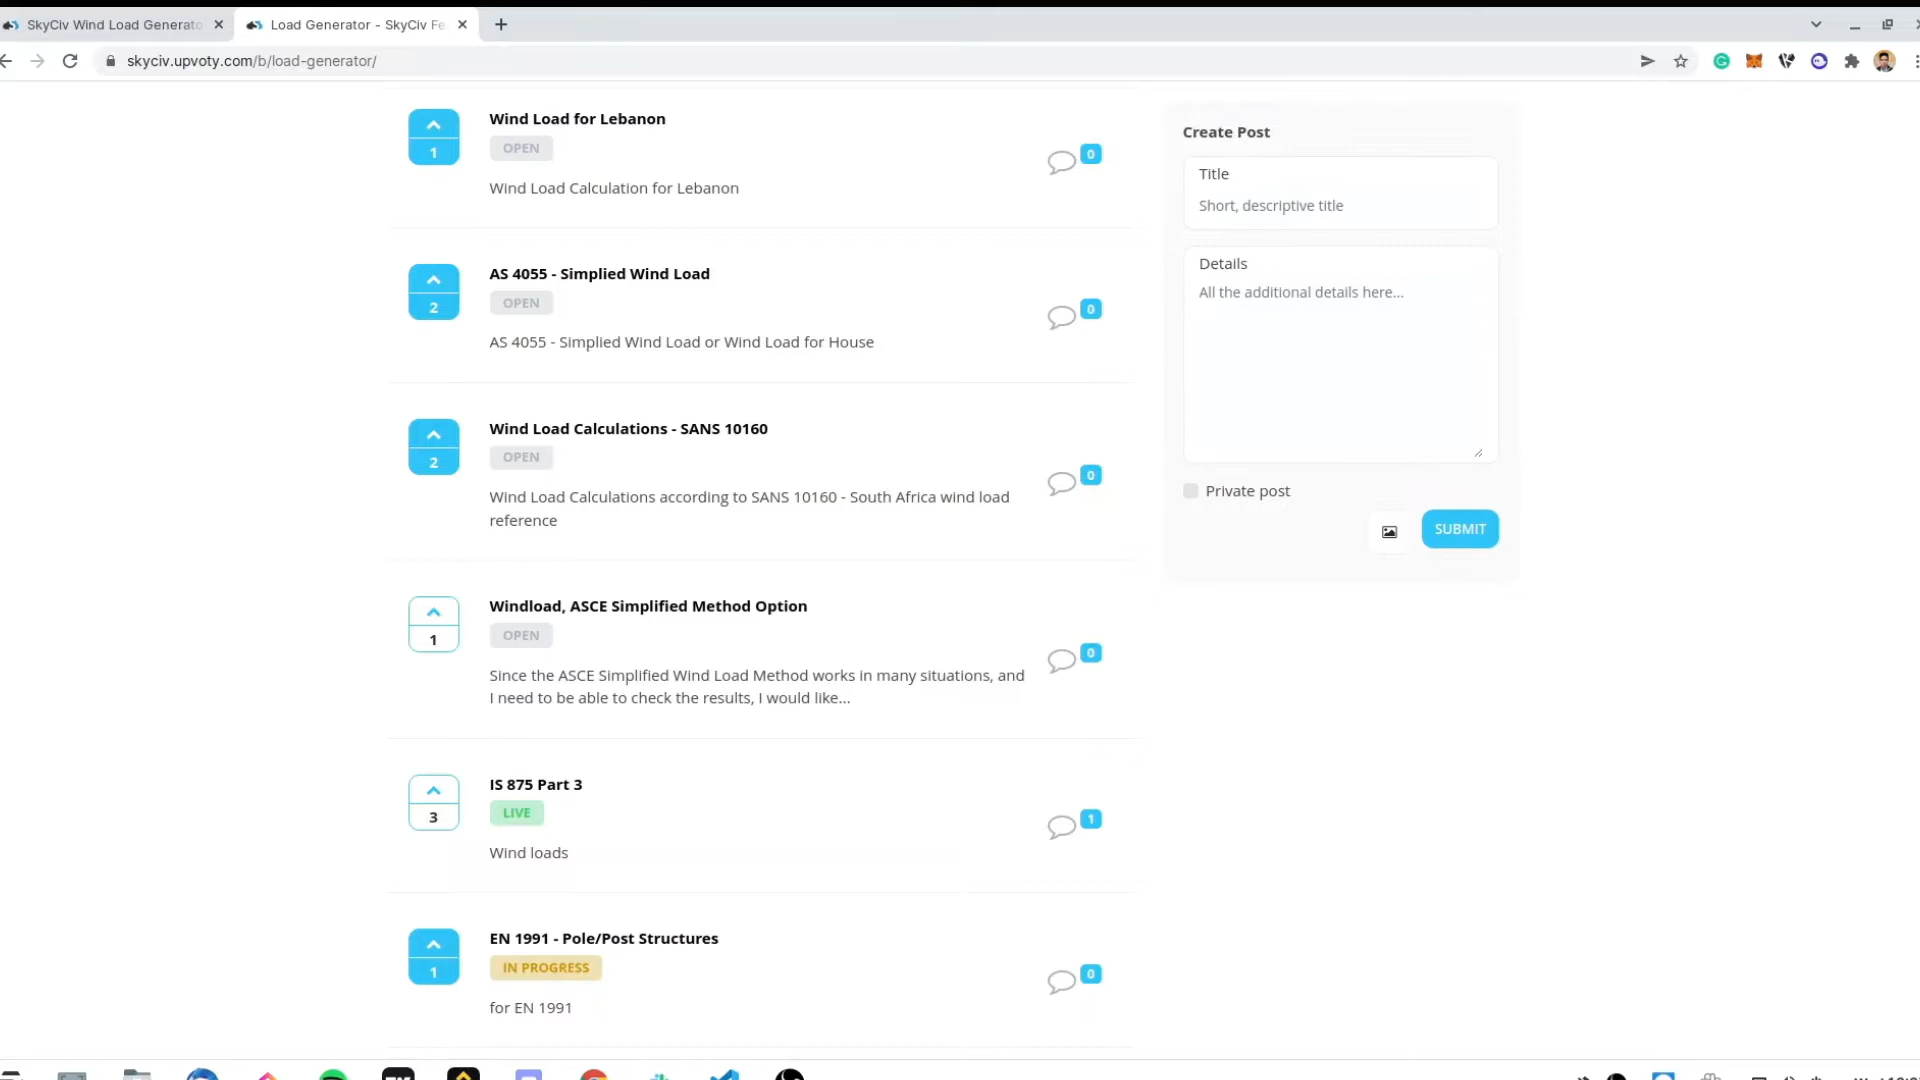 SkyCiv Wind Load Generato
Load Generator - SkyCiv Fe
skyciv.upvoty.com/b/load-generator/
1
Wind Load for Lebanon
OPEN
Wind Load Calculation for Lebanon
0
2
AS 4055 - Simplied Wind Load
OPEN
AS 4055 - Simplied Wind Load or Wind Load for House
0
2
Wind Load Calculations - SANS 10160
OPEN
Wind Load Calculations according to SANS 10160 - South Africa wind load
reference
0
1
Windload, ASCE Simplified Method Option
OPEN
Since the ASCE Simplified Wind Load Method works in many situations, and
I need to be able to check the results, I would like...
0
3
IS 875 Part 3
LIVE
Wind loads
1
1
EN 1991 - Pole/Post Structures
IN PROGRESS
for EN 1991
0
Create Post
Title
Short, descriptive title
Details
All the additional details here...
Private post
SUBMIT